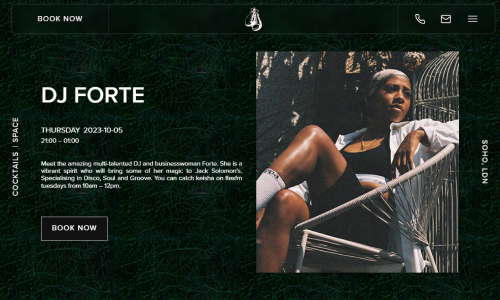 BOOK NOW
DJ FORTE
THURSDAY 2023-10-05
21:00 – 01:00
Meet the amazing multi-talented DJ and businesswoman Forte. She is a
vibrant spirit who will bring some of her magic to Jack Solomon's.
Specialising in Disco, Soul and Groove. You can catch keisha on flexfm
tuesdays from 10am – 12pm.
BOOK NOW
COCKTAILS | SPACE
SOHO, LDN